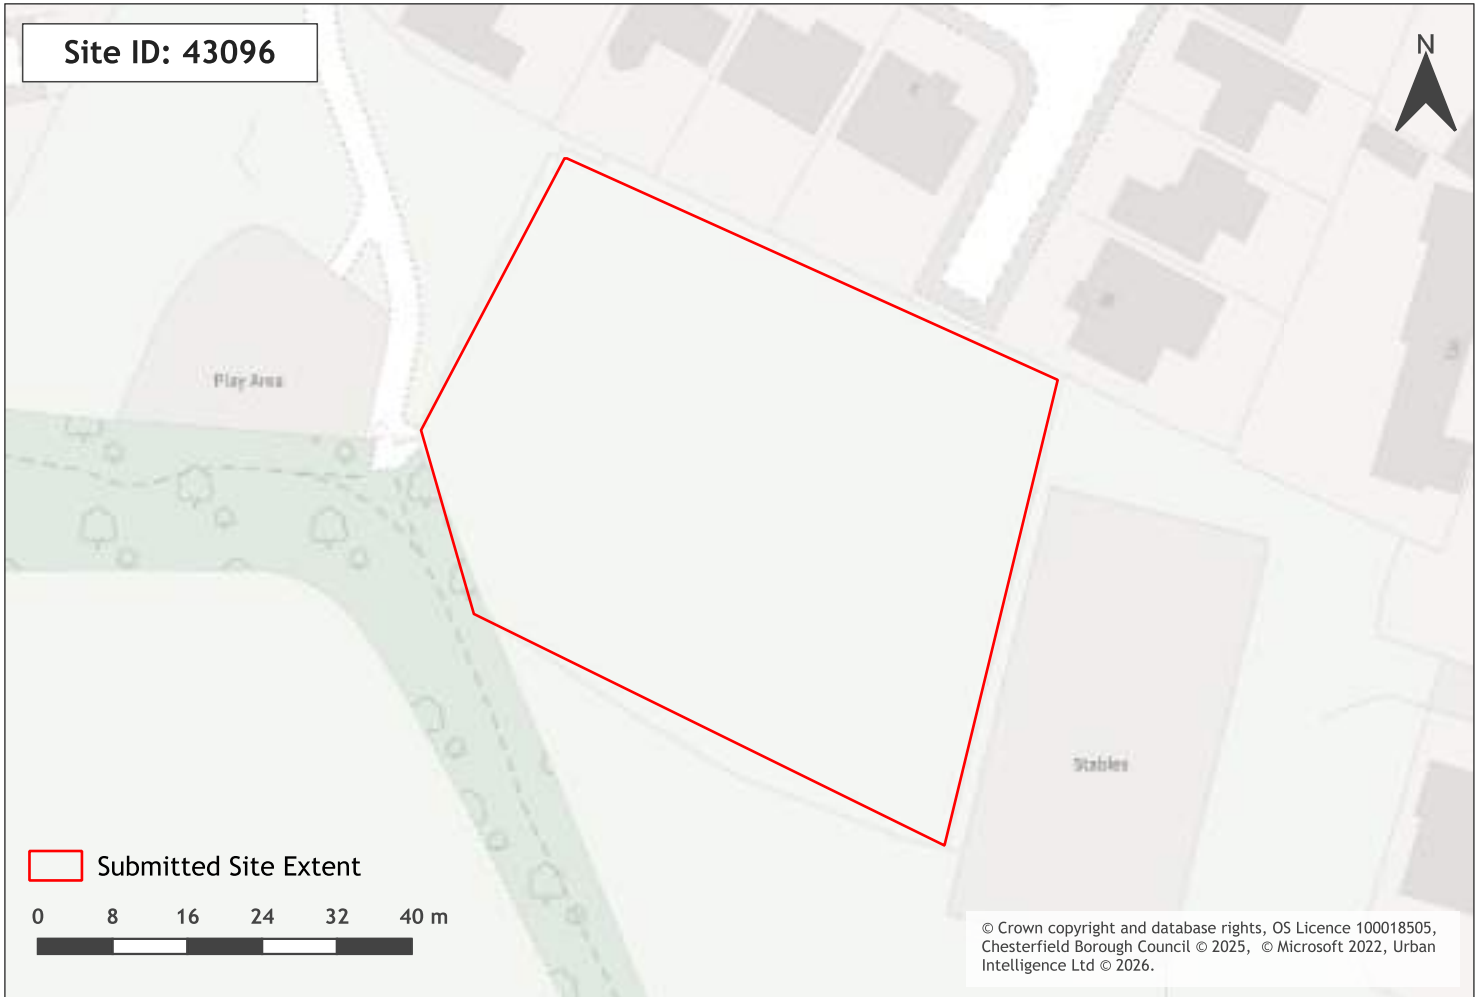 Site ID: 43096
N
Play Area
Stables
Submitted Site Extent
0 8 16 24 32 40 m
© Crown copyright and database rights, OS Licence 100018505,
Chesterfield Borough Council © 2025, © Microsoft 2022, Urban
Intelligence Ltd © 2026.